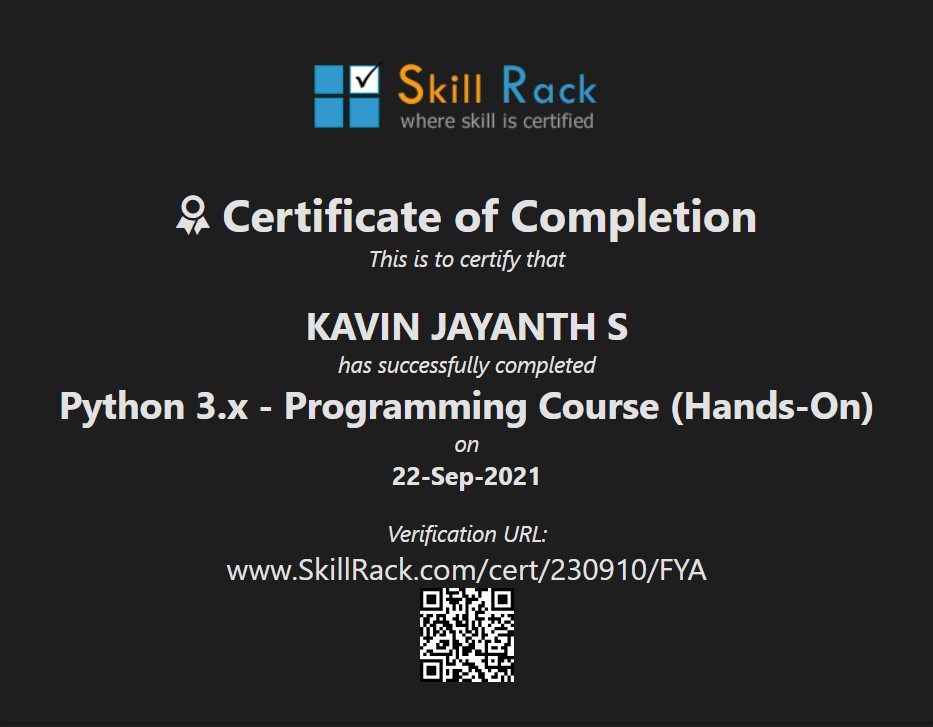 Skill Rack
where skill is certified
Certificate of Completion
This is to certify that
KAVIN JAYANTH S
has successfully completed
Python 3.x - Programming Course (Hands-On)
on
22-Sep-2021
Verification URL:
www.SkillRack.com/cert/230910/FYA